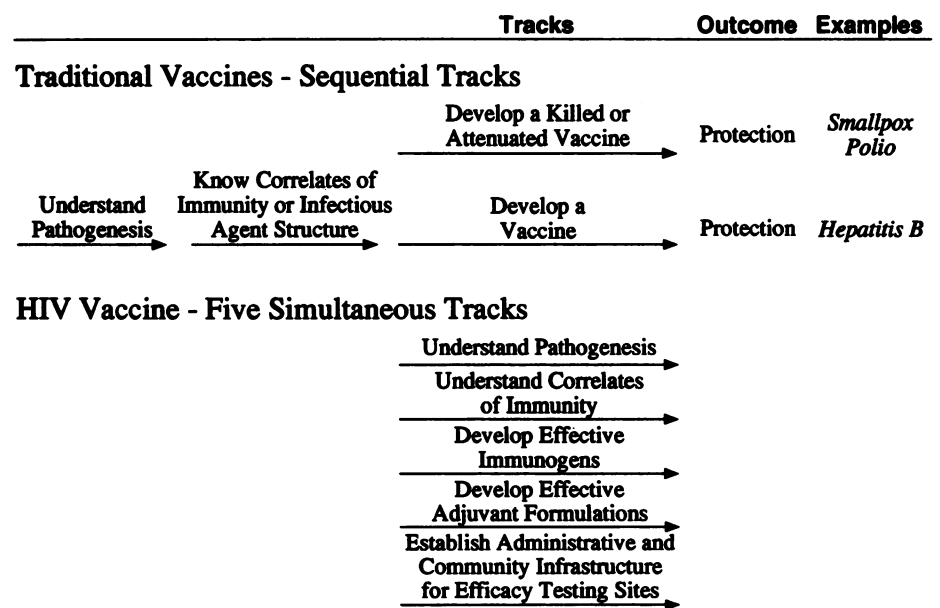 Tracks Outcome Examples
Traditional Vaccines - Sequential Tracks
Develop a Killed or
Attenuated Vaccine
Protection
Smallpox
Polio
Understand
Pathogenesis
Know Correlates of
Immunity or Infectious
Agent Structure
Develop a
Vaccine
Protection
Hepatitis B
HIV Vaccine - Five Simultaneous Tracks
Understand Pathogenesis
Understand Correlates
of Immunity
Develop Effective
Immunogens
Develop Effective
Adjuvant Formulations
Establish Administrative and
Community Infrastructure
for Efficacy Testing Sites